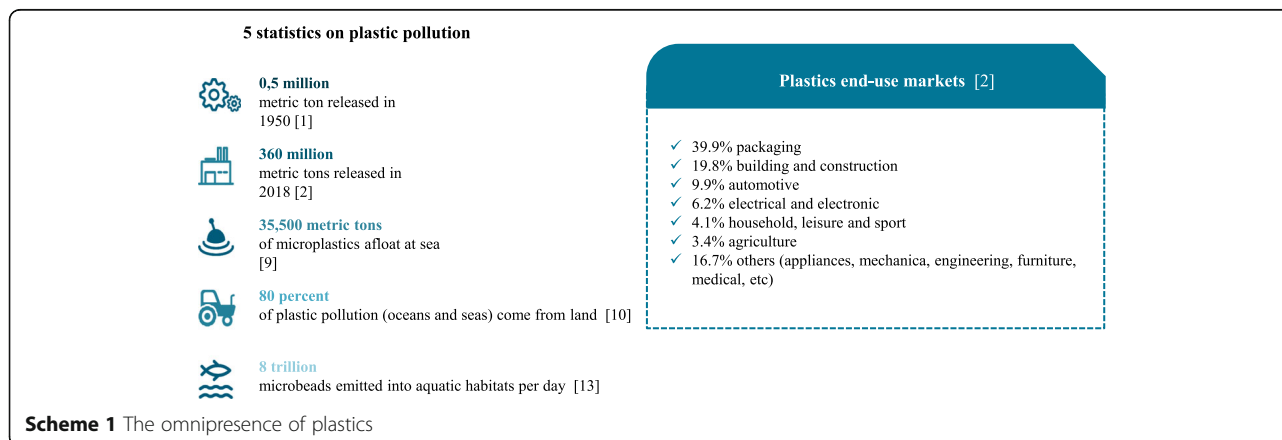 5 statistics on plastic pollution
0,5 million
metric ton released in
1950 [1]
360 million
metric tons released in
2018 [2]
35,500 metric tons
of microplastics afloat at sea
[9]
80 percent
of plastic pollution (oceans and seas) come from land [10]
8 trillion
microbeads emitted into aquatic habitats per day [13]
Plastics end-use markets [2]
✓ 39.9% packaging
✓ 19.8% building and construction
✓ 9.9% automotive
✓ 6.2% electrical and electronic
✓ 4.1% household, leisure and sport
✓ 3.4% agriculture
✓ 16.7% others (appliances, mechanica, engineering, furniture,
medical, etc)
Scheme 1 The omnipresence of plastics